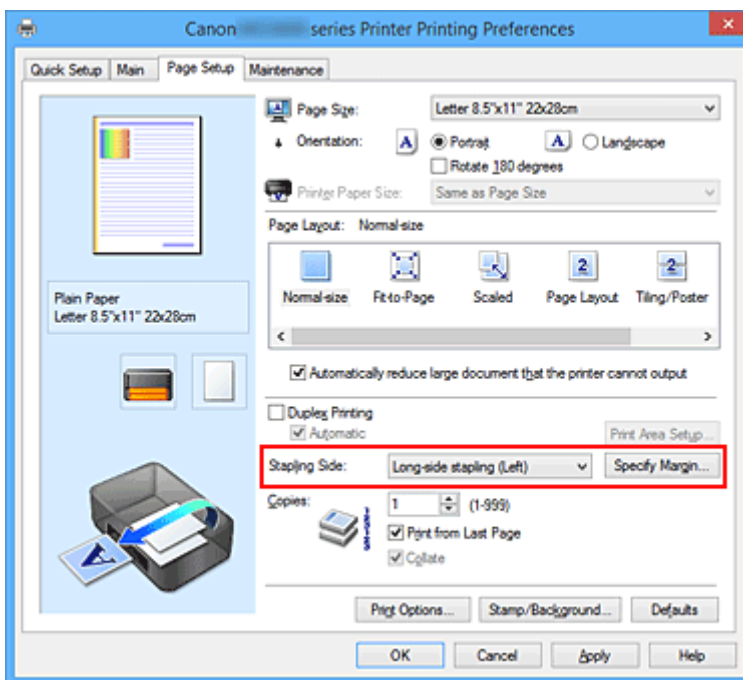 Canon series Printer Printing Preferences
Quick Setup Main Page Setup Maintenance
Page Size: Letter 8.5"x11" 22x28cm
Orientation: A Portrait A Landscape
Rotate 180 degrees
Printer Paper Size: Same as Page Size
Page Layout: Normal-size
2 2
Normal-size Fit-to-Page Scaled Page Layout Tiling/Poster
Plain Paper
Letter 8.5"x11" 22x28cm
Automatically reduce large document that the printer cannot output
Duplex Printing
Automatic Print Area Setup...
Stapling Side: Long-side stapling (Left) Specify Margin...
Copies: 1 (1-999)
Print from Last Page
Collate
A
Print Options... Stamp/Background... Defaults
OK Cancel Apply Help